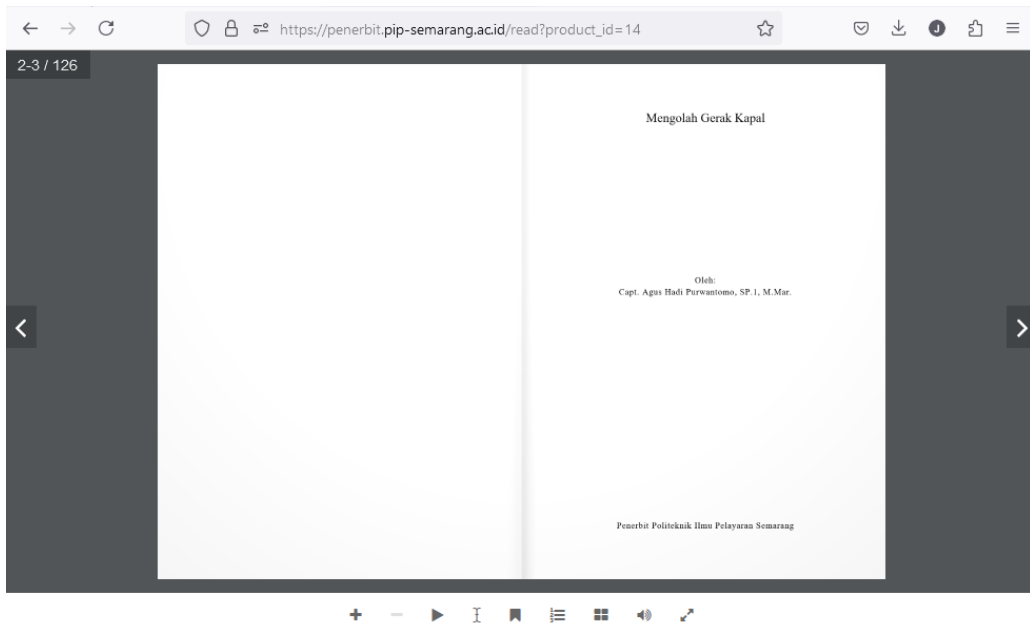 https://penerbit.pip-semarang.ac.id/read?product_id=14
J
2-3 / 126
Mengolah Gerak Kapal
Oleh:
Capt. Agus Hadi Purwantomo, SP.1, M.Mar.
Penerbit Politeknik Ilmu Pelayaran Semarang